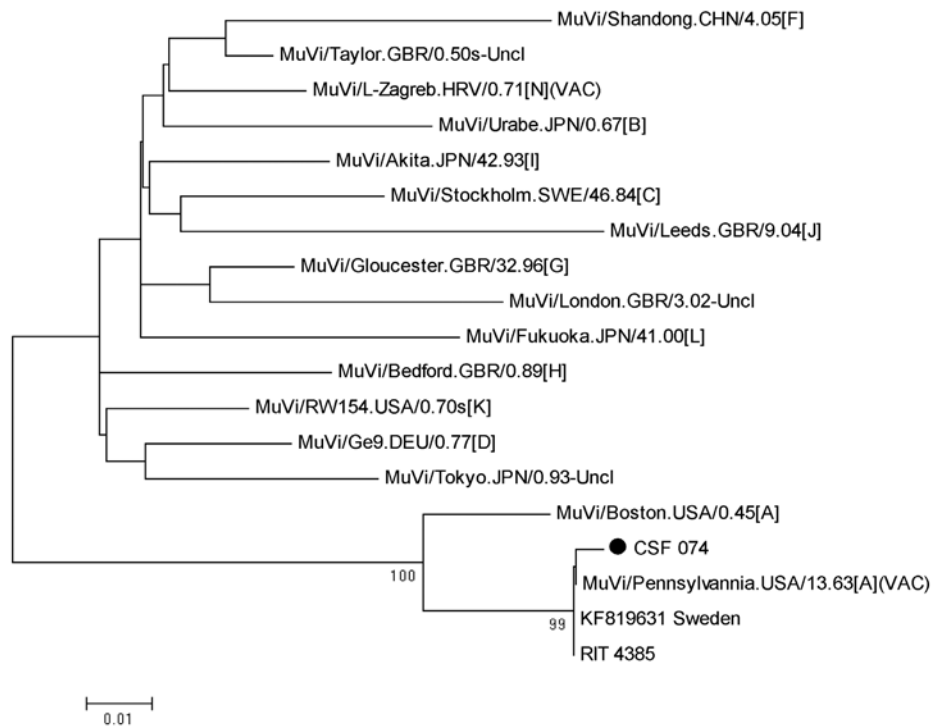 MuVi/Shandong.CHN/4.05[F]
MuVi/Taylor.GBR/0.50s-Uncl
MuVi/L-Zagreb.HRV/0.71[N](VAC)
MuVi/Urabe.JPN/0.67[B]
MuVi/Akita.JPN/42.93[I]
MuVi/Stockholm.SWE/46.84[C]
MuVi/Leeds.GBR/9.04[J]
MuVi/Gloucester.GBR/32.96[G]
MuVi/London.GBR/3.02-Uncl
MuVi/Fukuoka.JPN/41.00[L]
MuVi/Bedford.GBR/0.89[H]
MuVi/RW154.USA/0.70s[K]
MuVi/Ge9.DEU/0.77[D]
MuVi/Tokyo.JPN/0.93-Uncl
MuVi/Boston.USA/0.45[A]
CSF 074
100
MuVi/Pennsylvannia.USA/13.63[A](VAC)
KF819631 Sweden
99
RIT 4385
0.01